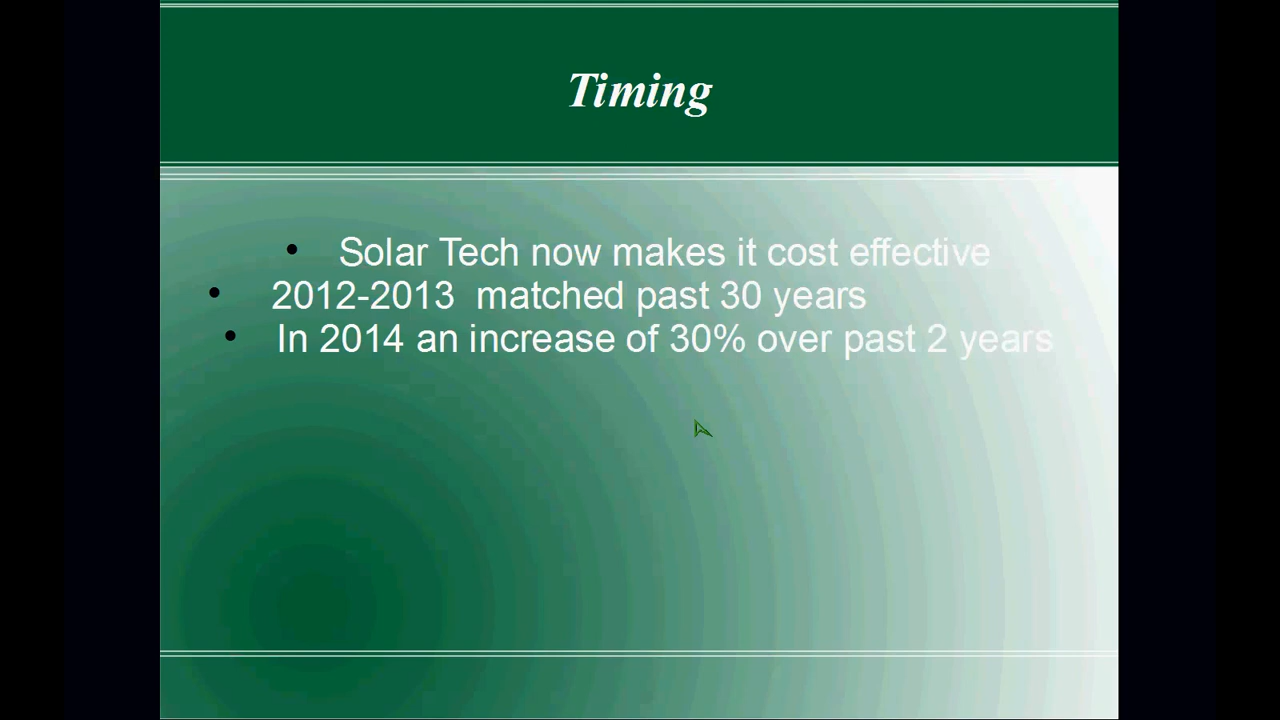 Timing
• Solar Tech now makes it cost effective
• 2012-2013  matched past 30 years
• In 2014 an increase of 30% over past 2 years